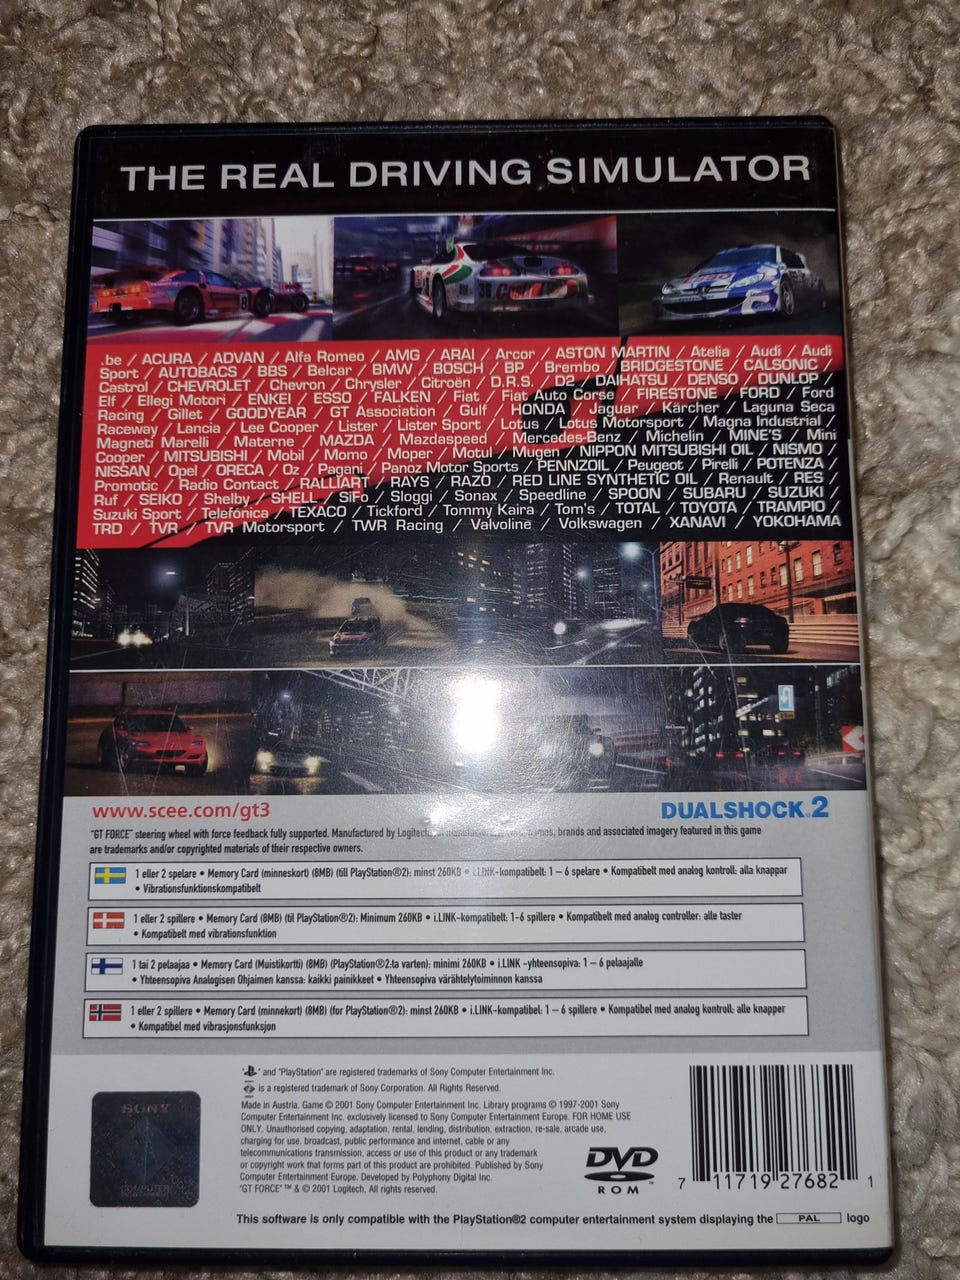 THE REAL DRIVING SIMULATOR
.be / ACURA / ADVAN / Alfa Romeo / AMG / ARAI / Arcor / ASTON MARTIN / Atelia / Audi / Audi
Sport / AUTOBACS / BBS / Belcar / BMW / BOSCH / BP / Brembo / BRIDGESTONE / CALSONIC /
Castrol / CHEVROLET / Chevron / Chrysler / Citroën / D.R.S. / D2 / DAIHATSU / DENSO / DUNLOP /
Elf / Ellegi Motori / ENKEI / ESSO / FALKEN / Fiat / Fiat Auto Corse / FIRESTONE / FORD / Ford
Racing / Gillet / GOODYEAR / GT Association / Gulf / HONDA / Jaguar / Kärcher / Laguna Seca
Raceway / Lancia / Lee Cooper / Lister / Lister Sport / Lotus / Lotus Motorsport / Magna Industrial /
Magneti Marelli / Materne / MAZDA / Mazdaspeed / Mercedes-Benz / Michelin / MINE'S / Mini
Cooper / MITSUBISHI / Mobil / Momo / Moper / Motul / Mugen / NIPPON MITSUBISHI OIL / NISMO /
NISSAN / Opel / ORECA / Oz / Pagani / Panoz Motor Sports / PENNZOIL / Peugeot / Pirelli / POTENZA /
Promotic / Radio Contact / RALLIART / RAYS / RAZO / RED LINE SYNTHETIC OIL / Renault / RES /
Ruf / SEIKO / Shelby / SHELL / SiFo / Sloggi / Sonax / Speedline / SPOON / SUBARU / SUZUKI /
Suzuki Sport / Telefónica / TEXACO / Tickford / Tommy Kaira / Tom's / TOTAL / TOYOTA / TRAMPIO /
TRD / TVR / TVR Motorsport / TWR Racing / Valvoline / Volkswagen / XANAVI / YOKOHAMA
www.scee.com/gt3
DUALSHOCK 2
"GT FORCE" steering wheel with force feedback fully supported. Manufactured by Logitech. brands and associated imagery featured in this game
are trademarks and/or copyrighted materials of their respective owners.
1 eller 2 spelare • Memory Card (minneskort) (8MB) (till PlayStation®2): minst 260KB • i.LINK-kompatibelt: 1 – 6 spelare • Kompatibelt med analog kontroll: alla knappar
• Vibrationsfunktionskompatibelt
1 eller 2 spillere • Memory Card (8MB) (til PlayStation®2): Minimum 260KB • i.LINK-kompatibelt: 1-6 spillere • Kompatibelt med analog controller: alle taster
• Kompatibelt med vibrationsfunktion
1 tai 2 pelaajaa • Memory Card (Muistikortti) (8MB) (PlayStation®2:ta varten): minimi 260KB • i.LINK -yhteensopiva: 1 – 6 pelaajalle
• Yhteensopiva Analogisen Ohjaimen kanssa: kaikki painikkeet • Yhteensopiva värähtelytoiminnon kanssa
1 eller 2 spillere • Memory Card (minnekort) (8MB) (for PlayStation®2): minst 260KB • i.LINK-kompatibel: 1 – 6 spillere • Kompatibel med analog kontroll: alle knapper
• Kompatibel med vibrasjonsfunksjon
" " and "PlayStation" are registered trademarks of Sony Computer Entertainment Inc.
is a registered trademark of Sony Corporation. All Rights Reserved.
Made in Austria. Game © 2001 Sony Computer Entertainment Inc. Library programs © 1997-2001 Sony
Computer Entertainment Inc. exclusively licensed to Sony Computer Entertainment Europe. FOR HOME USE
ONLY. Unauthorised copying, adaptation, rental, lending, distribution, extraction, re-sale, arcade use,
charging for use, broadcast, public performance and internet, cable or any
telecommunications transmission, access or use of this product or any trademark
or copyright work that forms part of this product are prohibited. Published by Sony
Computer Entertainment Europe. Developed by Polyphony Digital Inc.
"GT FORCE" ™ & © 2001 Logitech, All rights reserved.
SONY
COMPUTER
DVD
ROM
7 11719 27682 1
This software is only compatible with the PlayStation®2 computer entertainment system displaying the PAL logo